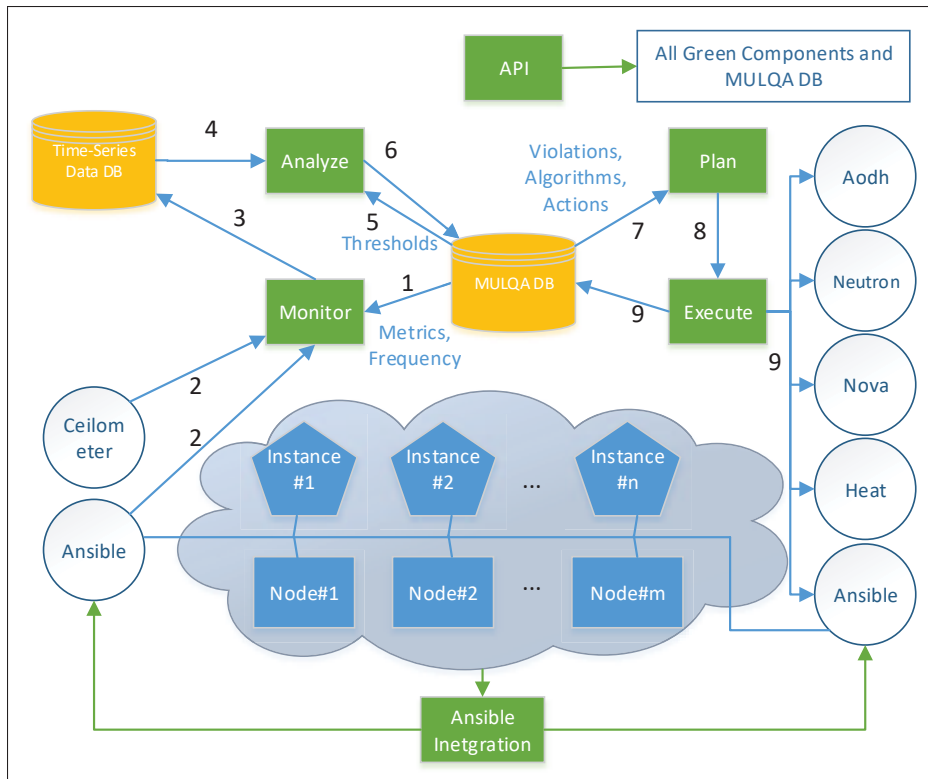 API
All Green Components and
MULQA DB
Time-Series
Data DB
4
Analyze
6
Violations,
Algorithms,
Actions
Plan
Aodh
3
5
Thresholds
7
8
MULQA DB
Neutron
Monitor
1
Metrics,
Frequency
9
Execute
9
Nova
2
Ceilom
eter
2
Instance
#1
Instance
#2
...
Instance
#n
Heat
Ansible
Node#1
Node#2
...
Node#m
Ansible
Ansible
Inetgration